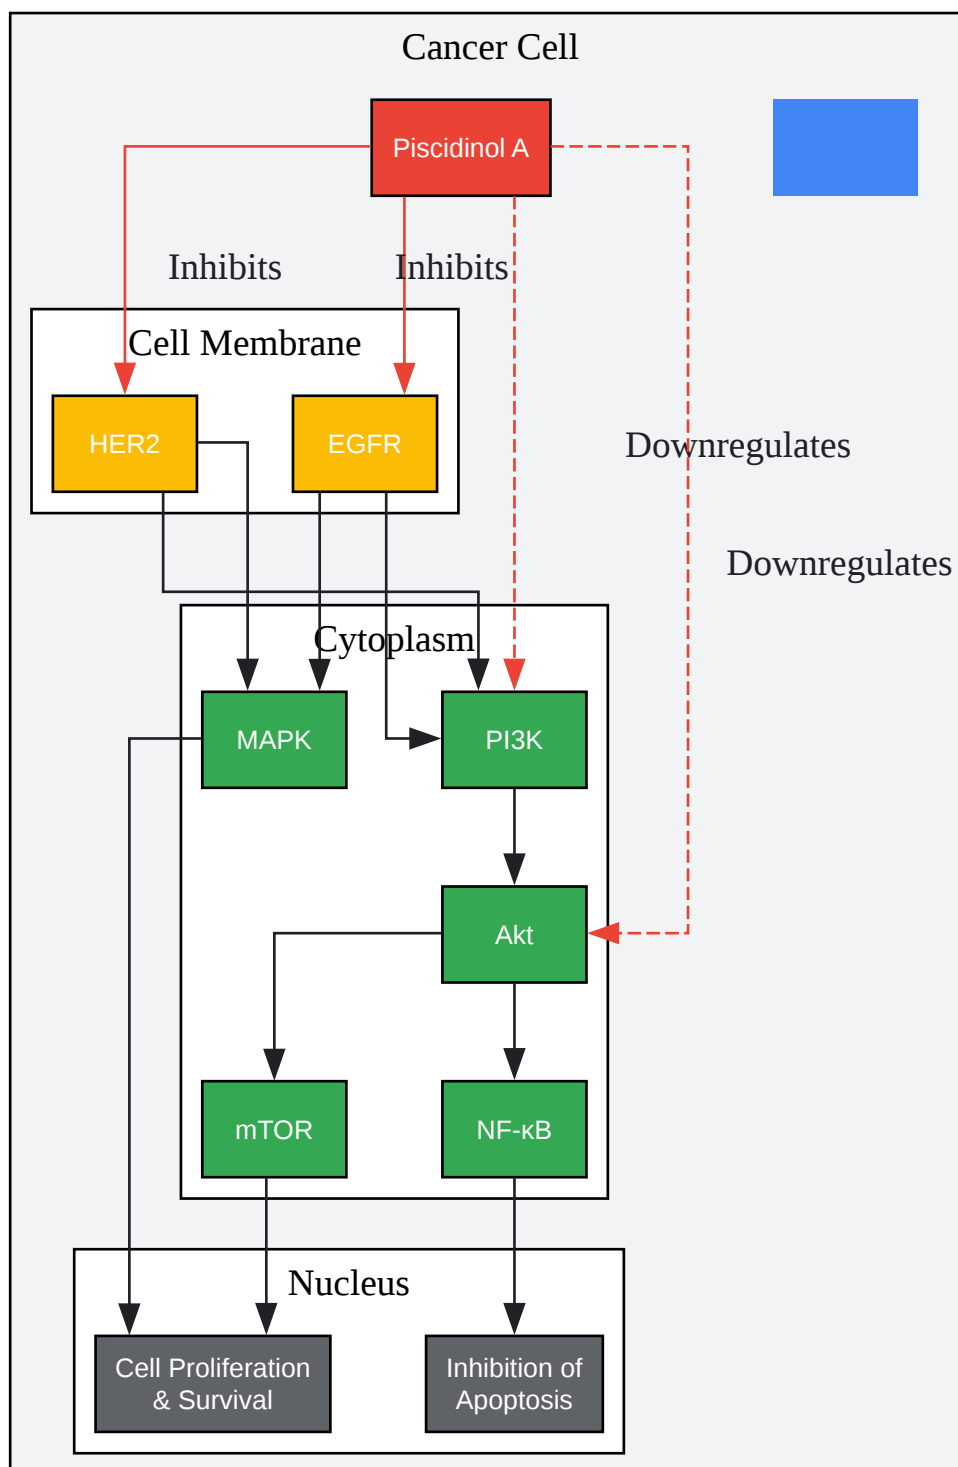 Cancer Cell
Piscidinol A
Inhibits
Inhibits
Cell Membrane
HER2
EGFR
Downregulates
Downregulates
Cytoplasm
MAPK
PI3K
Akt
mTOR
NF-κB
Nucleus
Cell Proliferation
& Survival
Inhibition of
Apoptosis